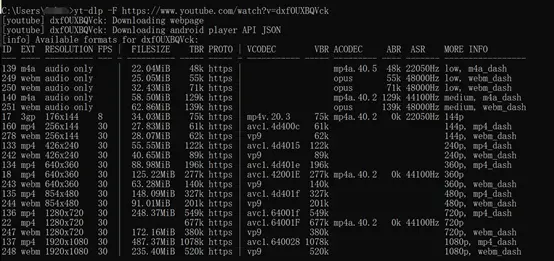 C:\Users\ >yt-dlp -F https://www.youtube.com/watch?v=dxfOUXBQVck
[youtube] dxfOUXBQVck: Downloading webpage
[youtube] dxfOUXBQVck: Downloading android player API JSON
[info] Available formats for dxfOUXBQVck:
ID EXT RESOLUTION FPS | FILESIZE TBR PROTO | VCODEC VBR ACODEC ABR ASR MORE INFO
139 m4a audio only | 22.04MiB 48k https | mp4a.40.5 48k 22050Hz low, m4a_dash
249 webm audio only | 25.05MiB 55k https | opus 55k 48000Hz low, webm_dash
250 webm audio only | 32.43MiB 71k https | opus 71k 48000Hz low, webm_dash
140 m4a audio only | 58.50MiB 129k https | mp4a.40.2 129k 44100Hz medium, m4a_dash
251 webm audio only | 62.86MiB 139k https | opus 139k 48000Hz medium, webm_dash
17 3gp 176x144 8 | 34.03MiB 75k https | mp4v.20.3 75k mp4a.40.2 0k 22050Hz 144p
160 mp4 256x144 30 | 27.83MiB 61k https | avc1.4d400c 61k 144p, mp4_dash
278 webm 256x144 30 | 28.07MiB 62k https | vp9 62k 144p, webm_dash
133 mp4 426x240 30 | 55.55MiB 122k https | avc1.4d4015 122k 240p, mp4_dash
242 webm 426x240 30 | 40.65MiB 89k https | vp9 89k 240p, webm_dash
134 mp4 640x360 30 | 88.98MiB 196k https | avc1.4d401e 196k 360p, mp4_dash
18 mp4 640x360 30 | 125.22MiB 277k https | avc1.42001E 277k mp4a.40.2 0k 44100Hz 360p
243 webm 640x360 30 | 63.28MiB 140k https | vp9 140k 360p, webm_dash
135 mp4 854x480 30 | 148.09MiB 327k https | avc1.4d401f 327k 480p, mp4_dash
244 webm 854x480 30 | 91.01MiB 201k https | vp9 201k 480p, webm_dash
136 mp4 1280x720 30 | 248.37MiB 549k https | avc1.64001f 549k 720p, mp4_dash
22 mp4 1280x720 30 | 677k https | avc1.64001F 677k mp4a.40.2 0k 44100Hz 720p
247 webm 1280x720 30 | 172.16MiB 380k https | vp9 380k 720p, webm_dash
137 mp4 1920x1080 30 | 487.37MiB 1078k https | avc1.640028 1078k 1080p, mp4_dash
248 webm 1920x1080 30 | 235.40MiB 520k https | vp9 520k 1080p, webm_dash